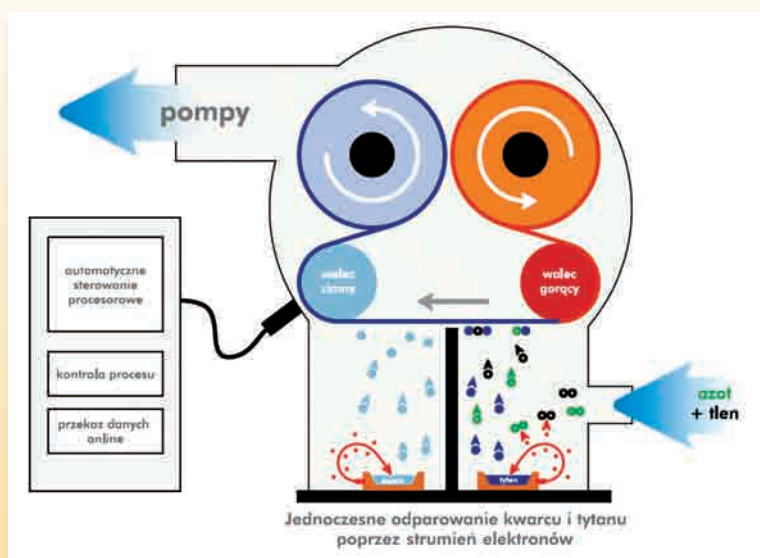 pompy
walec
zimny
walec
gorący
automatyczne
sterowanie
procesorowe
kontrola procesu
przekaz danych
online
azot
+ tlen
kwarc
tytan
Jednoczesne odparowanie kwarcu i tytanu
poprzez strumień elektronów